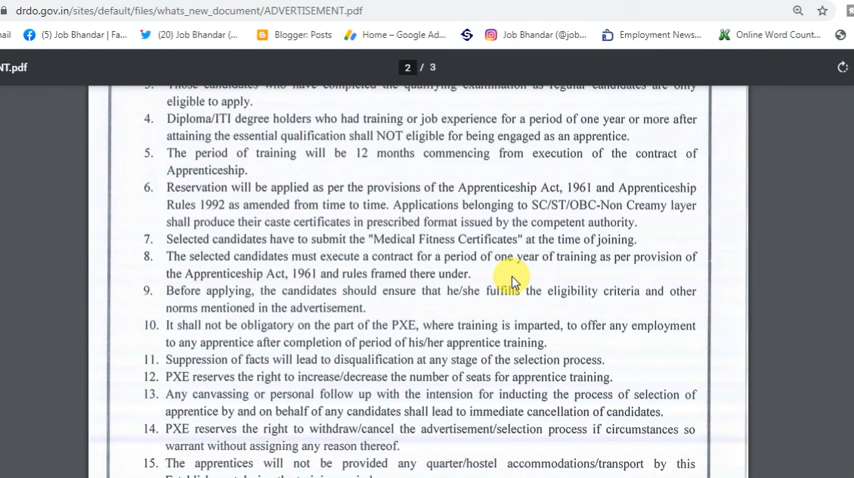 drdo.gov.in/sites/default/files/whats_new_document/ADVERTISEMENT.pdf
ail (5) Job Bhandar | Fa... (20) Job Bhandar (... Blogger: Posts Home – Google Ad... Job Bhandar (@job... Employment News... Online Word Count...
NT.pdf 2 / 3
3. Those candidates who have completed the qualifying examination as regular candidates are only
eligible to apply.
4. Diploma/ITI degree holders who had training or job experience for a period of one year or more after
attaining the essential qualification shall NOT eligible for being engaged as an apprentice.
5. The period of training will be 12 months commencing from execution of the contract of
Apprenticeship.
6. Reservation will be applied as per the provisions of the Apprenticeship Act, 1961 and Apprenticeship
Rules 1992 as amended from time to time. Applications belonging to SC/ST/OBC-Non Creamy layer
shall produce their caste certificates in prescribed format issued by the competent authority.
7. Selected candidates have to submit the "Medical Fitness Certificates" at the time of joining.
8. The selected candidates must execute a contract for a period of one year of training as per provision of
the Apprenticeship Act, 1961 and rules framed there under.
9. Before applying, the candidates should ensure that he/she fulfills the eligibility criteria and other
norms mentioned in the advertisement.
10. It shall not be obligatory on the part of the PXE, where training is imparted, to offer any employment
to any apprentice after completion of period of his/her apprentice training.
11. Suppression of facts will lead to disqualification at any stage of the selection process.
12. PXE reserves the right to increase/decrease the number of seats for apprentice training.
13. Any canvassing or personal follow up with the intension for inducting the process of selection of
apprentice by and on behalf of any candidates shall lead to immediate cancellation of candidates.
14. PXE reserves the right to withdraw/cancel the advertisement/selection process if circumstances so
warrant without assigning any reason thereof.
15. The apprentices will not be provided any quarter/hostel accommodations/transport by this